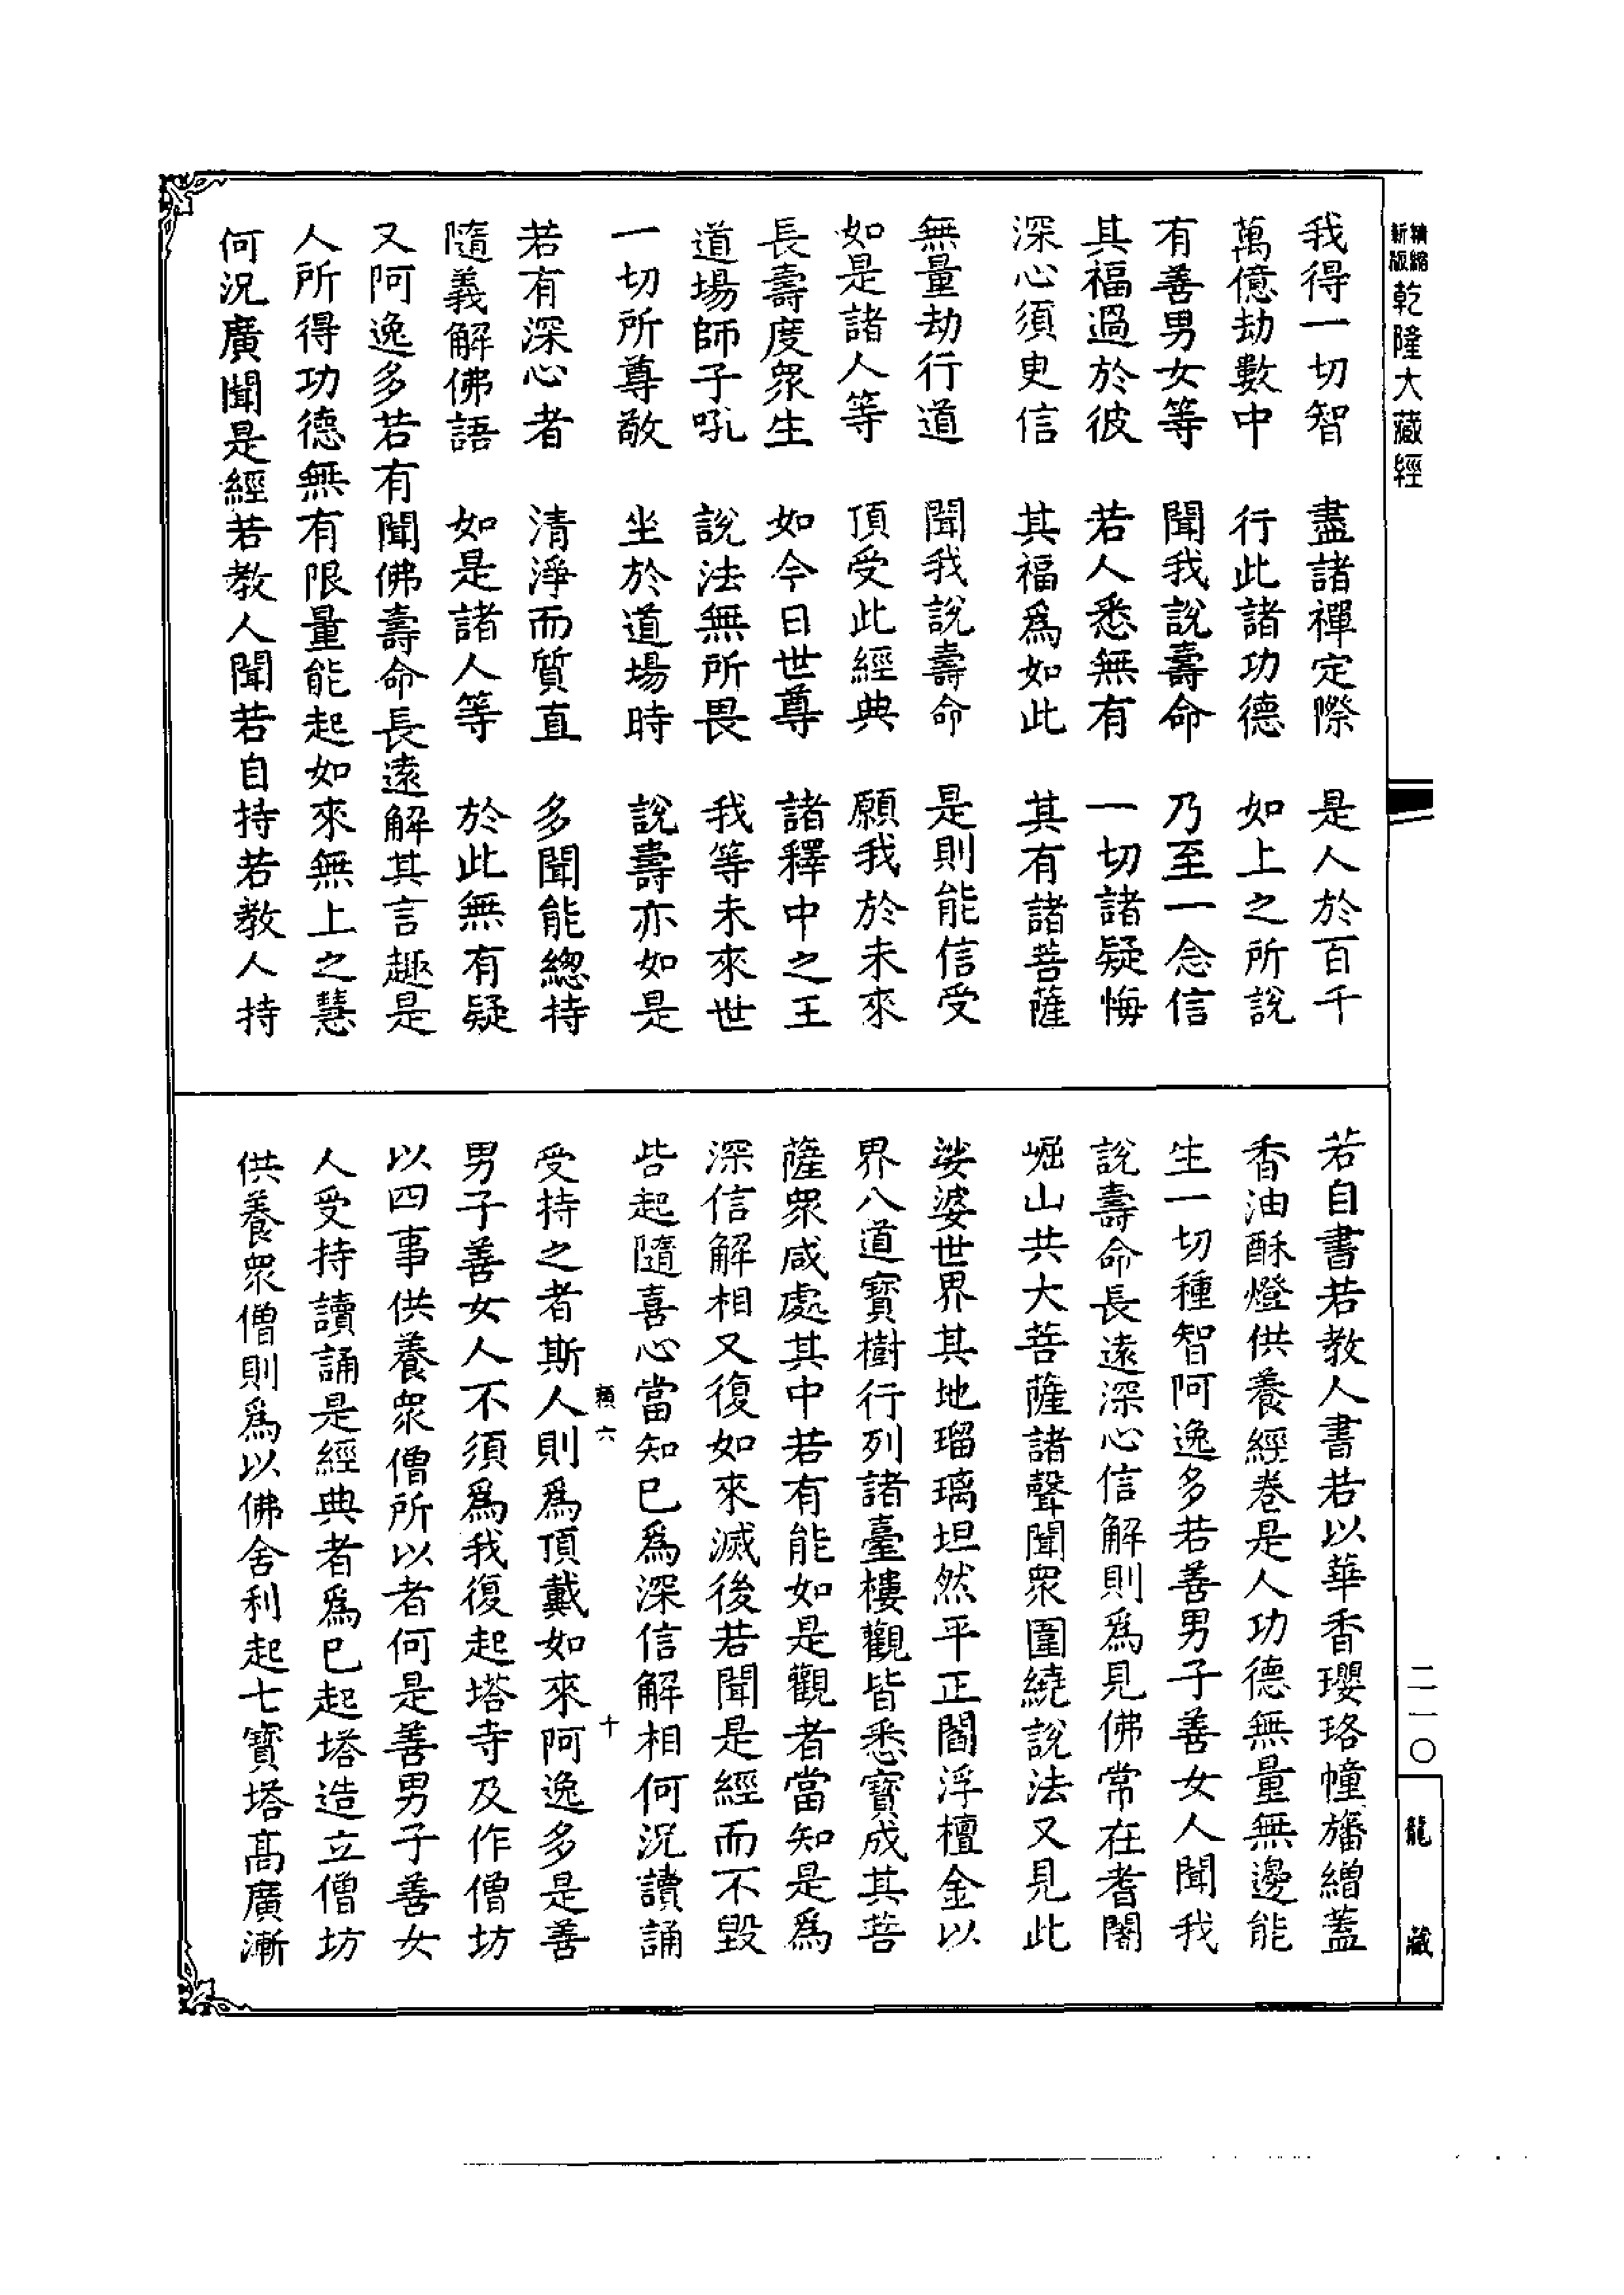 精縮新版乾隆大藏經
我得一切智　盡諸禪定際　是人於百千
萬億劫數中　行此諸功德　如上之所說
有善男女等　聞我說壽命　乃至一念信
其福過於彼　若人悉無有　一切諸疑悔
深心須臾信　其福爲如此　其有諸菩薩
無量劫行道　聞我說壽命　是則能信受
如是諸人等　頂受此經典　願我於未來
長壽度眾生　如今日世尊　諸釋中之王
道場師子吼　說法無所畏　我等未來世
一切所尊敬　坐於道場時　說壽亦如是
若有深心者　清淨而質直　多聞能緫持
隨義解佛語　如是諸人等　於此無有疑
又阿逸多若有聞佛壽命長遠解其言趣是
人所得功德無有限量能起如來無上之慧
何況廣聞是經若教人聞若自持若教人持
若自書若教人書若以華香瓔珞幢旛繒蓋
香油酥燈供養經卷是人功德無量無邊能
生一切種智阿逸多若善男子善女人聞我
說壽命長遠深心信解則爲見佛常在耆闍
崛山共大菩薩諸聲聞眾圍繞說法又見此
娑婆世界其地瑠璃坦然平正閻浮檀金以
界八道寶樹行列諸臺樓觀皆悉寶成其菩
薩眾咸處其中若有能如是觀者當知是爲
深信解相又復如來滅後若聞是經而不毀
呰起隨喜心當知已爲深信解相何況讀誦
六　十
受持之者斯人則爲頂戴如來阿逸多是善
男子善女人不須爲我復起塔寺及作僧坊
以四事供養眾僧所以者何是善男子善女
人受持讀誦是經典者爲已起塔造立僧坊
供養眾僧則爲以佛舍利起七寶塔高廣漸
二一〇
龍藏